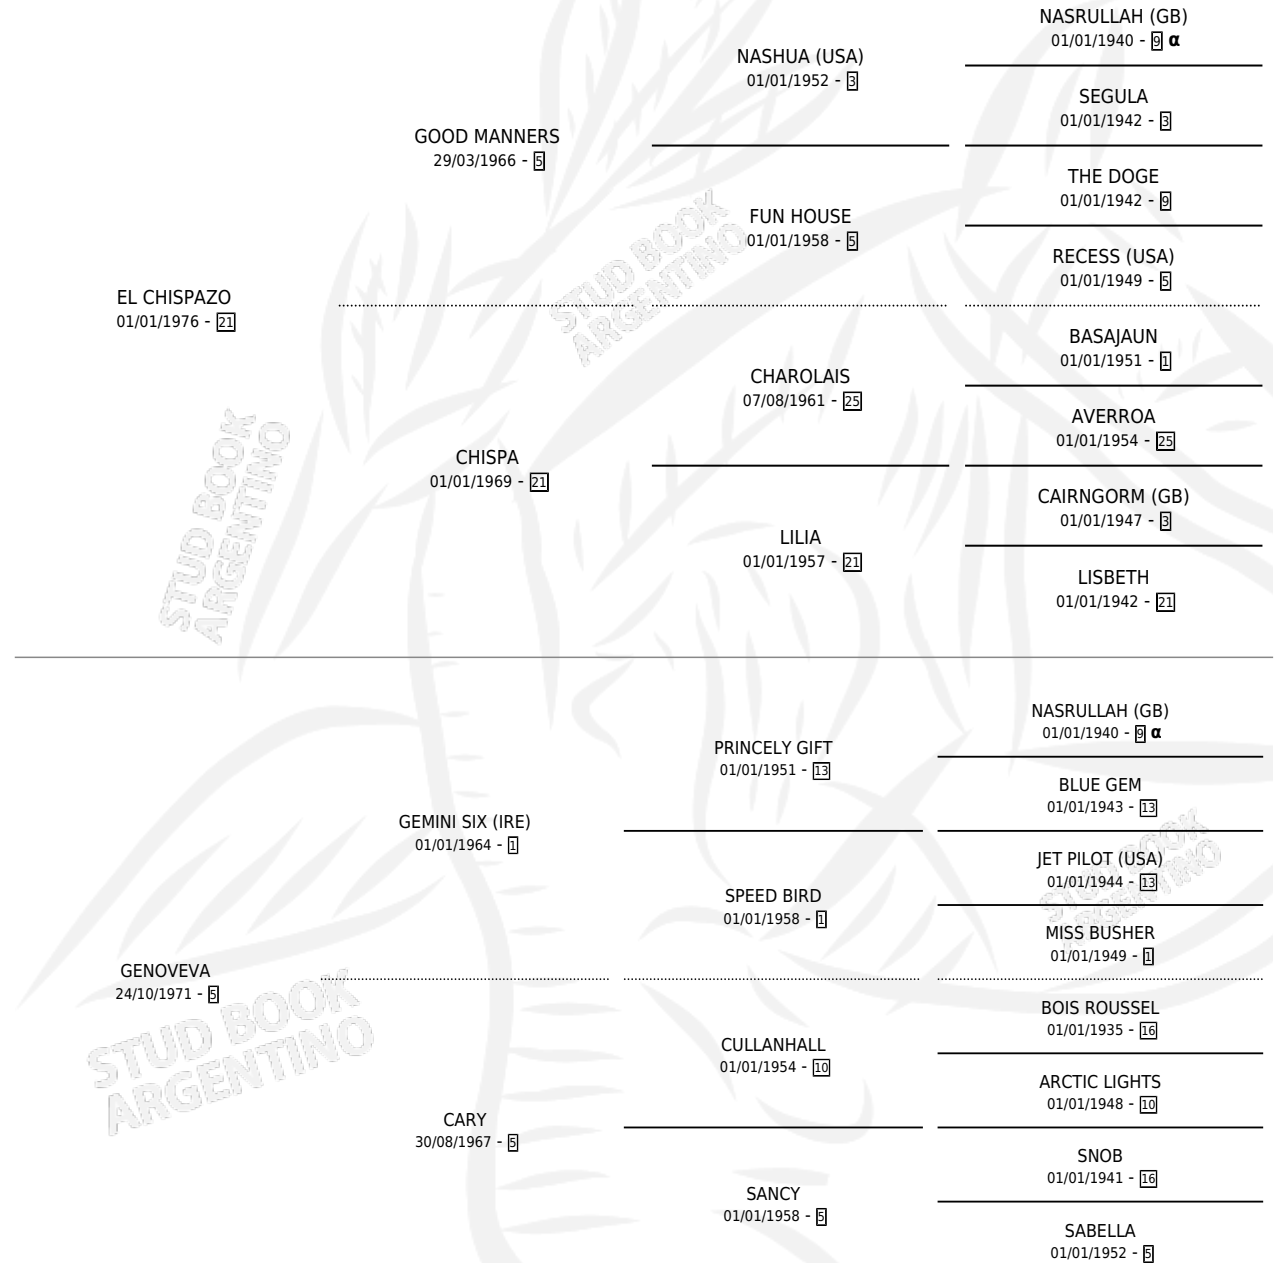 NASRULLAH (GB)
01/01/1940 - 9 α
NASHUA (USA)
01/01/1952 - 3
SEGULA
01/01/1942 - 3
GOOD MANNERS
29/03/1966 - 5
THE DOGE
01/01/1942 - 9
FUN HOUSE
01/01/1958 - 5
RECESS (USA)
01/01/1949 - 5
EL CHISPAZO
01/01/1976 - 21
BASAJAUN
01/01/1951 - 1
CHAROLAIS
07/08/1961 - 25
AVERROA
01/01/1954 - 25
CHISPA
01/01/1969 - 21
CAIRNGORM (GB)
01/01/1947 - 3
LILIA
01/01/1957 - 21
LISBETH
01/01/1942 - 21
STUD BOOK
ARGENTINO
STUD BOOK
ARGENTINO
NASRULLAH (GB)
01/01/1940 - 9 α
PRINCELY GIFT
01/01/1951 - 13
BLUE GEM
01/01/1943 - 13
GEMINI SIX (IRE)
01/01/1964 - 1
JET PILOT (USA)
01/01/1944 - 13
SPEED BIRD
01/01/1958 - 1
MISS BUSHER
01/01/1949 - 1
GENOVEVA
24/10/1971 - 5
BOIS ROUSSEL
01/01/1935 - 16
CULLANHALL
01/01/1954 - 10
ARCTIC LIGHTS
01/01/1948 - 10
CARY
30/08/1967 - 5
SNOB
01/01/1941 - 16
SANCY
01/01/1958 - 5
SABELLA
01/01/1952 - 5
STUD BOOK
ARGENTINO
STUD BOOK
ARGENTINO